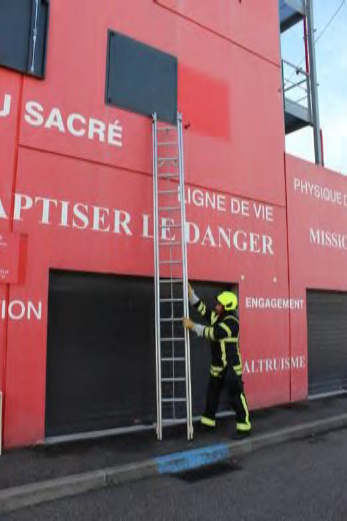 U SACRÉ
PHYSIQUE D
LIGNE DE VIE
APTISER LE DANGER
MISSIO
ION
ENGAGEMENT
ALTRUISME